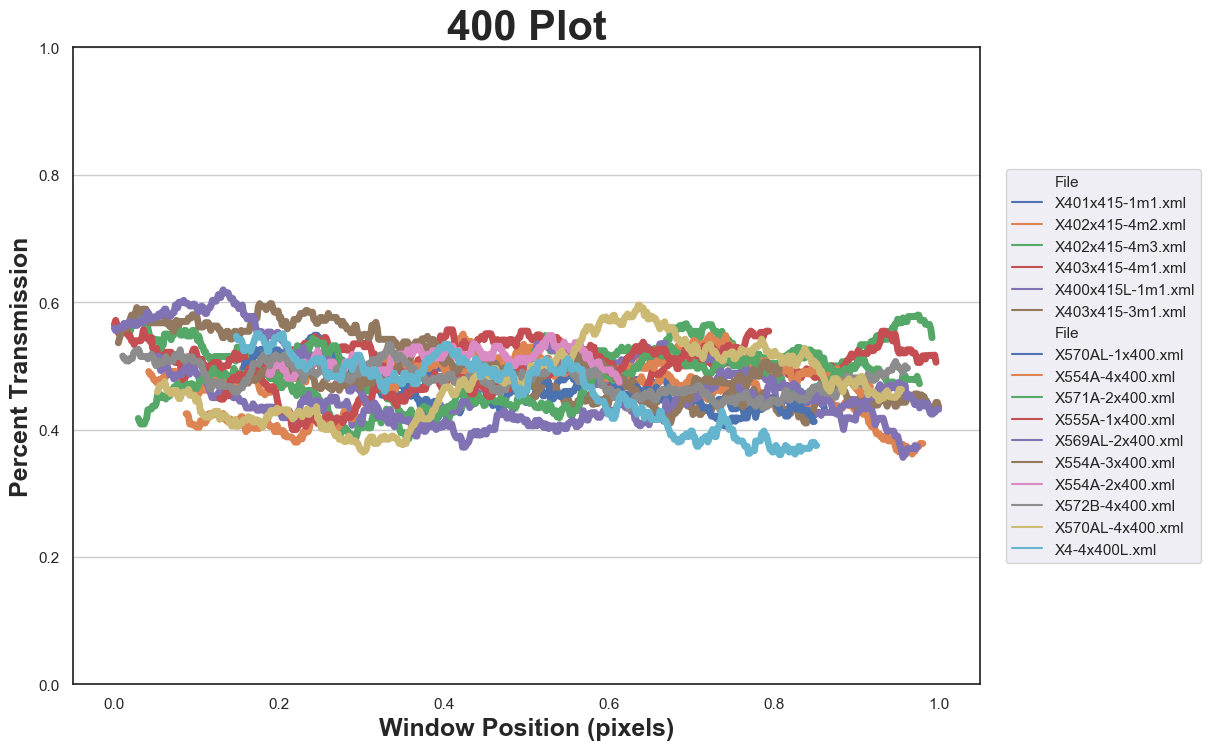 400 Plot
1.0
0.8
0.6
0.4
0.2
0.0
Percent Transmission
0.0 0.2 0.4 0.6 0.8 1.0
Window Position (pixels)
File
X401x415-1m1.xml
X402x415-4m2.xml
X402x415-4m3.xml
X403x415-4m1.xml
X400x415L-1m1.xml
X403x415-3m1.xml
File
X570AL-1x400.xml
X554A-4x400.xml
X571A-2x400.xml
X555A-1x400.xml
X569AL-2x400.xml
X554A-3x400.xml
X554A-2x400.xml
X572B-4x400.xml
X570AL-4x400.xml
X4-4x400L.xml